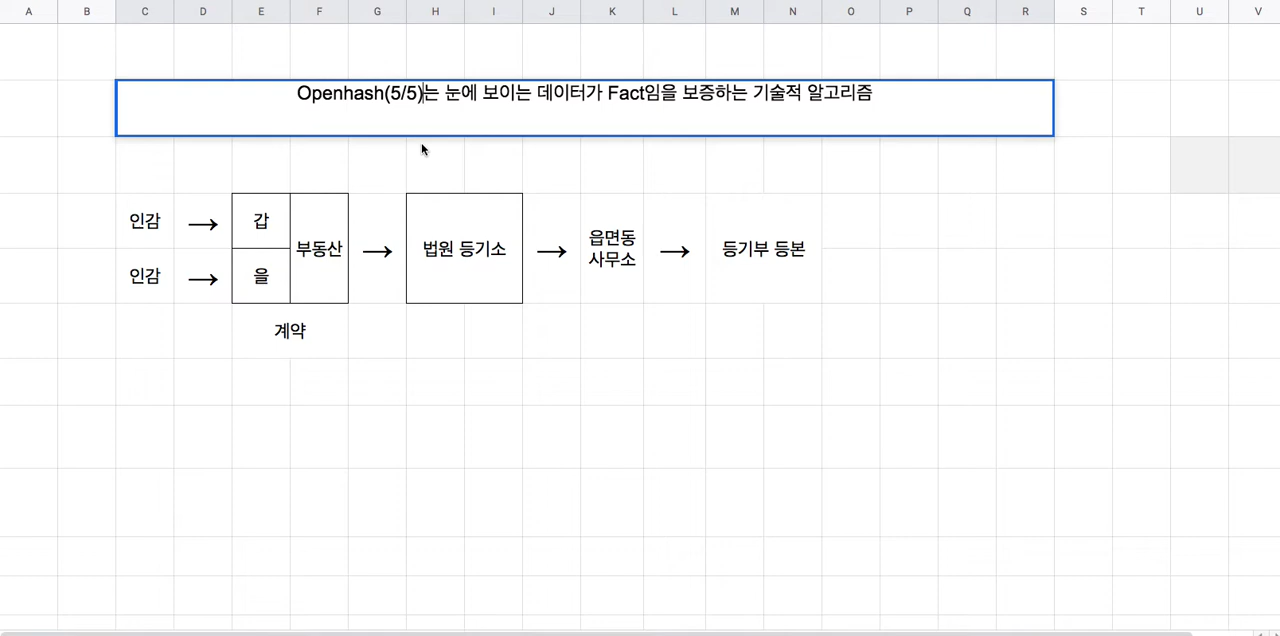 A B C D E F G H I J K L M N O P Q R S T U V
Openhash(5/5)는 눈에 보이는 데이터가 Fact임을 보증하는 기술적 알고리즘
인감 → 갑
부동산 → 법원 등기소 → 읍면동
사무소 → 등기부 등본
인감 → 을
계약